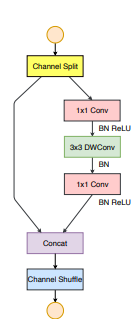 Channel Split
1x1 Conv
BN ReLU
3x3 DWConv
BN
1x1 Conv
BN ReLU
Concat
Channel Shuffle